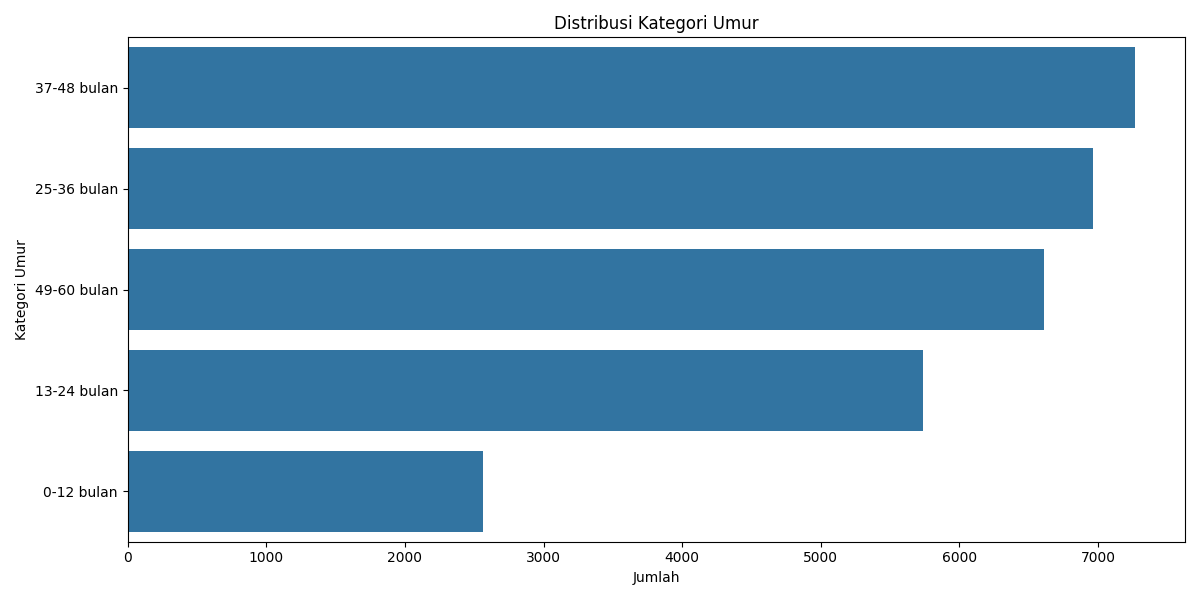 Distribusi Kategori Umur
Kategori Umur
37-48 bulan
25-36 bulan
49-60 bulan
13-24 bulan
0-12 bulan
0 1000 2000 3000 4000 5000 6000 7000
Jumlah